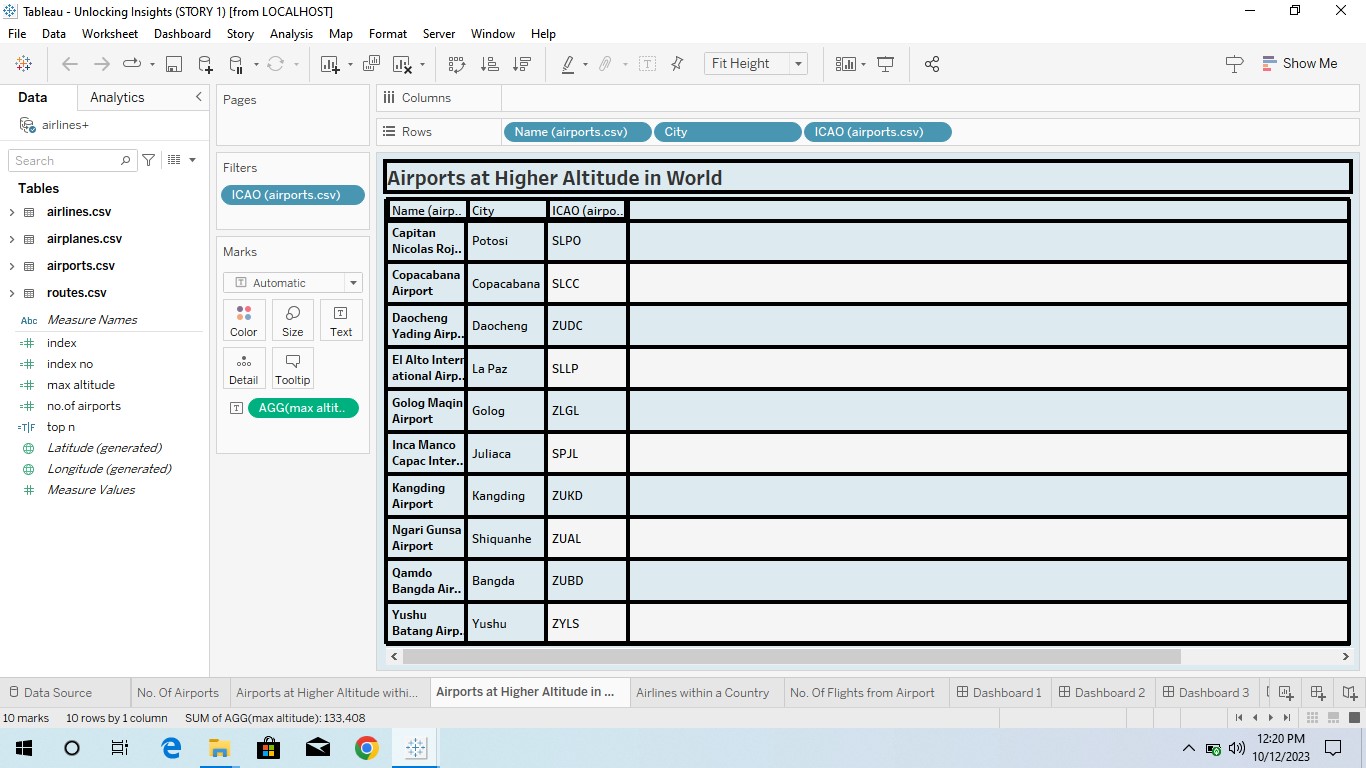 Tableau - Unlocking Insights (STORY 1) [from LOCALHOST]
File Data Worksheet Dashboard Story Analysis Map Format Server Window Help
Fit Height
Show Me
Data Analytics
airlines+
Search
Tables
airlines.csv
airplanes.csv
airports.csv
routes.csv
Abc Measure Names
index
index no
max altitude
no.of airports
=T|F top n
Latitude (generated)
Longitude (generated)
Measure Values
Pages
Filters
ICAO (airports.csv)
Marks
Automatic
Color Size Text
Detail Tooltip
AGG(max altit..
Columns
Rows Name (airports.csv) City ICAO (airports.csv)
Airports at Higher Altitude in World
Name (airp.. City ICAO (airpo..
Capitan
Nicolas Roj.. Potosi SLPO
Copacabana
Airport Copacabana SLCC
Daocheng
Yading Airp.. Daocheng ZUDC
El Alto Intern
ational Airp.. La Paz SLLP
Golog Maqin
Airport Golog ZLGL
Inca Manco
Capac Inter.. Juliaca SPJL
Kangding
Airport Kangding ZUKD
Ngari Gunsa
Airport Shiquanhe ZUAL
Qamdo
Bangda Air.. Bangda ZUBD
Yushu
Batang Airp.. Yushu ZYLS
Data Source No. Of Airports Airports at Higher Altitude withi... Airports at Higher Altitude in ... Airlines within a Country No. Of Flights from Airport Dashboard 1 Dashboard 2 Dashboard 3
10 marks 10 rows by 1 column SUM of AGG(max altitude): 133.408
12:20 PM
10/12/2023